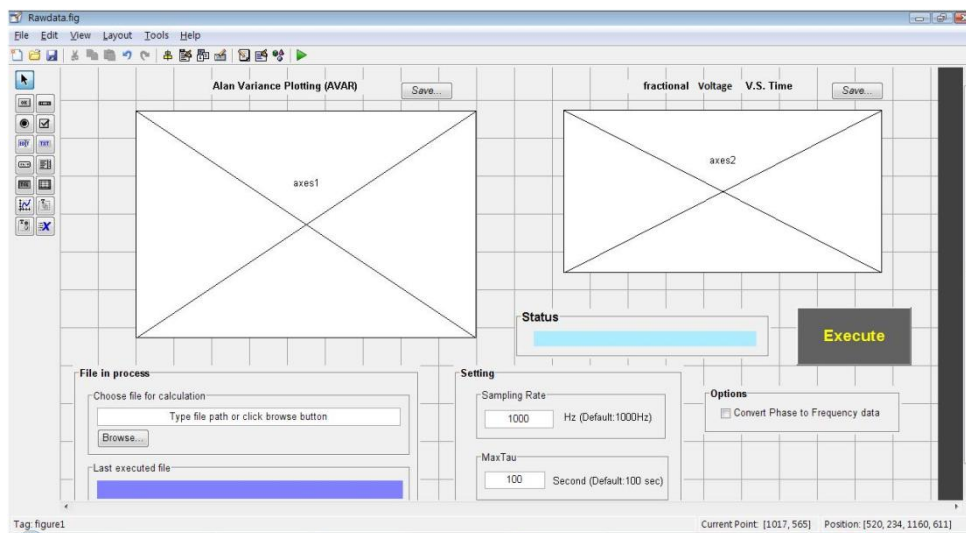 Rawdata.fig
File Edit View Layout Tools Help
Alan Variance Plotting (AVAR)
Save...
fractional Voltage V.S. Time
Save...
axes1
axes2
Status
Execute
File in process
Choose file for calculation
Type file path or click browse button
Browse...
Last executed file
Setting
Sampling Rate
1000 Hz (Default:1000Hz)
MaxTau
100 Second (Default:100 sec)
Options
Convert Phase to Frequency data
Tag: figure1
Current Point: [1017, 565] Position: [520, 234, 1160, 611]